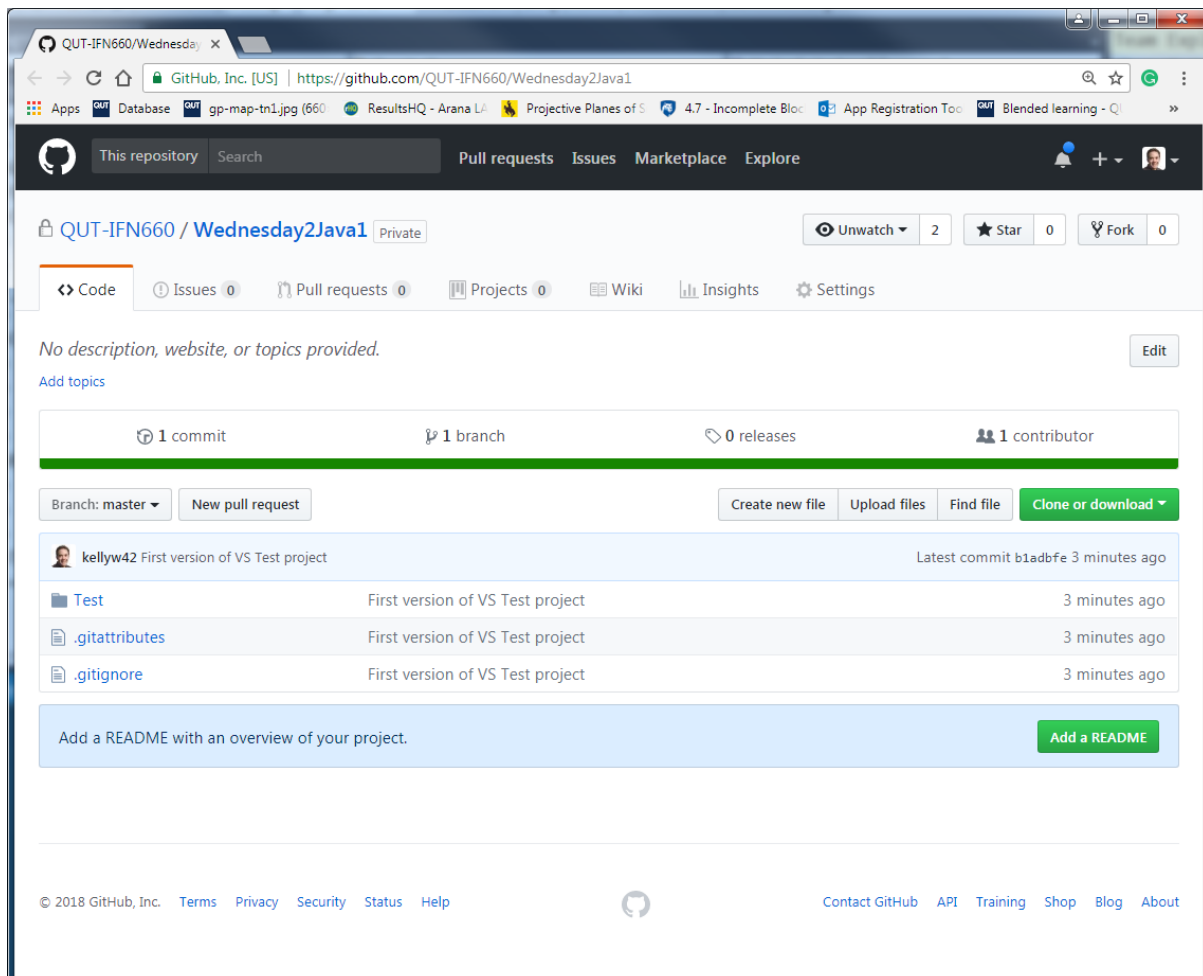 QUT-IFN660/Wednesday
GitHub, Inc. [US] | https://github.com/QUT-IFN660/Wednesday2Java1
Apps QUT Database QUT gp-map-tn1.jpg (660 ResultsHQ - Arana LA Projective Planes of S 4.7 - Incomplete Bloc App Registration Too QUT Blended learning - Q »
This repository Search Pull requests Issues Marketplace Explore
QUT-IFN660 / Wednesday2Java1 Private Unwatch 2 Star 0 Fork 0
<> Code Issues 0 Pull requests 0 Projects 0 Wiki Insights Settings
No description, website, or topics provided. Edit
Add topics
1 commit 1 branch 0 releases 1 contributor
Branch: master New pull request Create new file Upload files Find file Clone or download
kellyw42 First version of VS Test project Latest commit b1adbfe 3 minutes ago
Test First version of VS Test project 3 minutes ago
.gitattributes First version of VS Test project 3 minutes ago
.gitignore First version of VS Test project 3 minutes ago
Add a README with an overview of your project. Add a README
© 2018 GitHub, Inc. Terms Privacy Security Status Help Contact GitHub API Training Shop Blog About